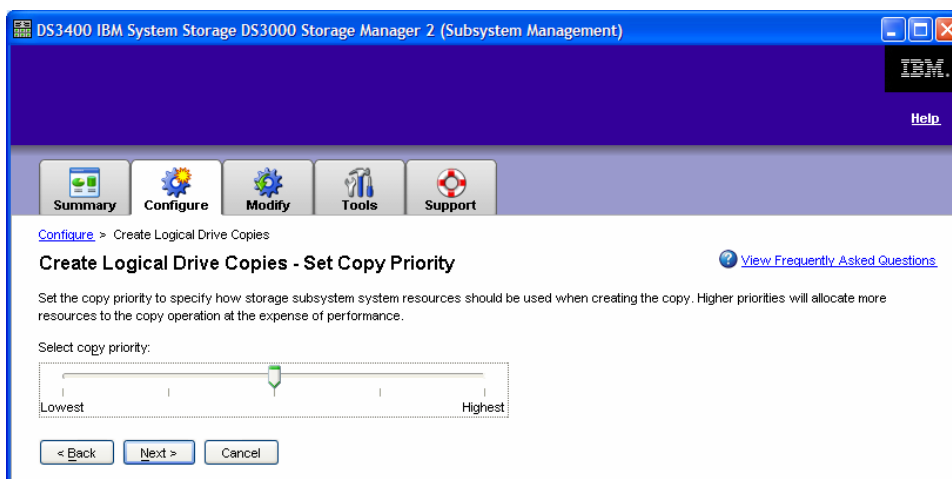 DS3400 IBM System Storage DS3000 Storage Manager 2 (Subsystem Management)
IBM.
Help
Summary
Configure
Modify
Tools
Support
Configure > Create Logical Drive Copies
Create Logical Drive Copies - Set Copy Priority
View Frequently Asked Questions
Set the copy priority to specify how storage subsystem system resources should be used when creating the copy. Higher priorities will allocate more
resources to the copy operation at the expense of performance.
Select copy priority:
Lowest
Highest
< Back
Next >
Cancel